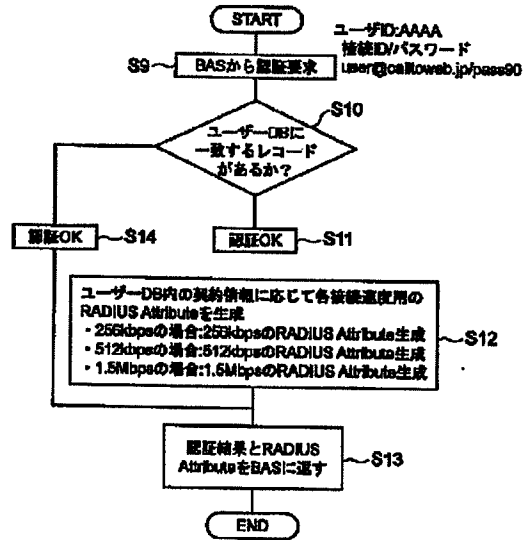 START
ユーザID:AAAA
接続ID/パスワード
user@calltoweb.jp/pass90
S9
BASから認証要求
S10
ユーザーDBに
一致するレコード
があるか？
認証OK
S14
認証OK
S11
ユーザーDB内の契約情報に応じて各接続速度用の
RADIUS Attributeを生成
・256kbpsの場合:256kbpsのRADIUS Attribute生成
・512kbpsの場合:512kbpsのRADIUS Attribute生成
・1.5Mbpsの場合:1.5MbpsのRADIUS Attribute生成
S12
認証結果とRADIUS
AttributeをBASに返す
S13
END